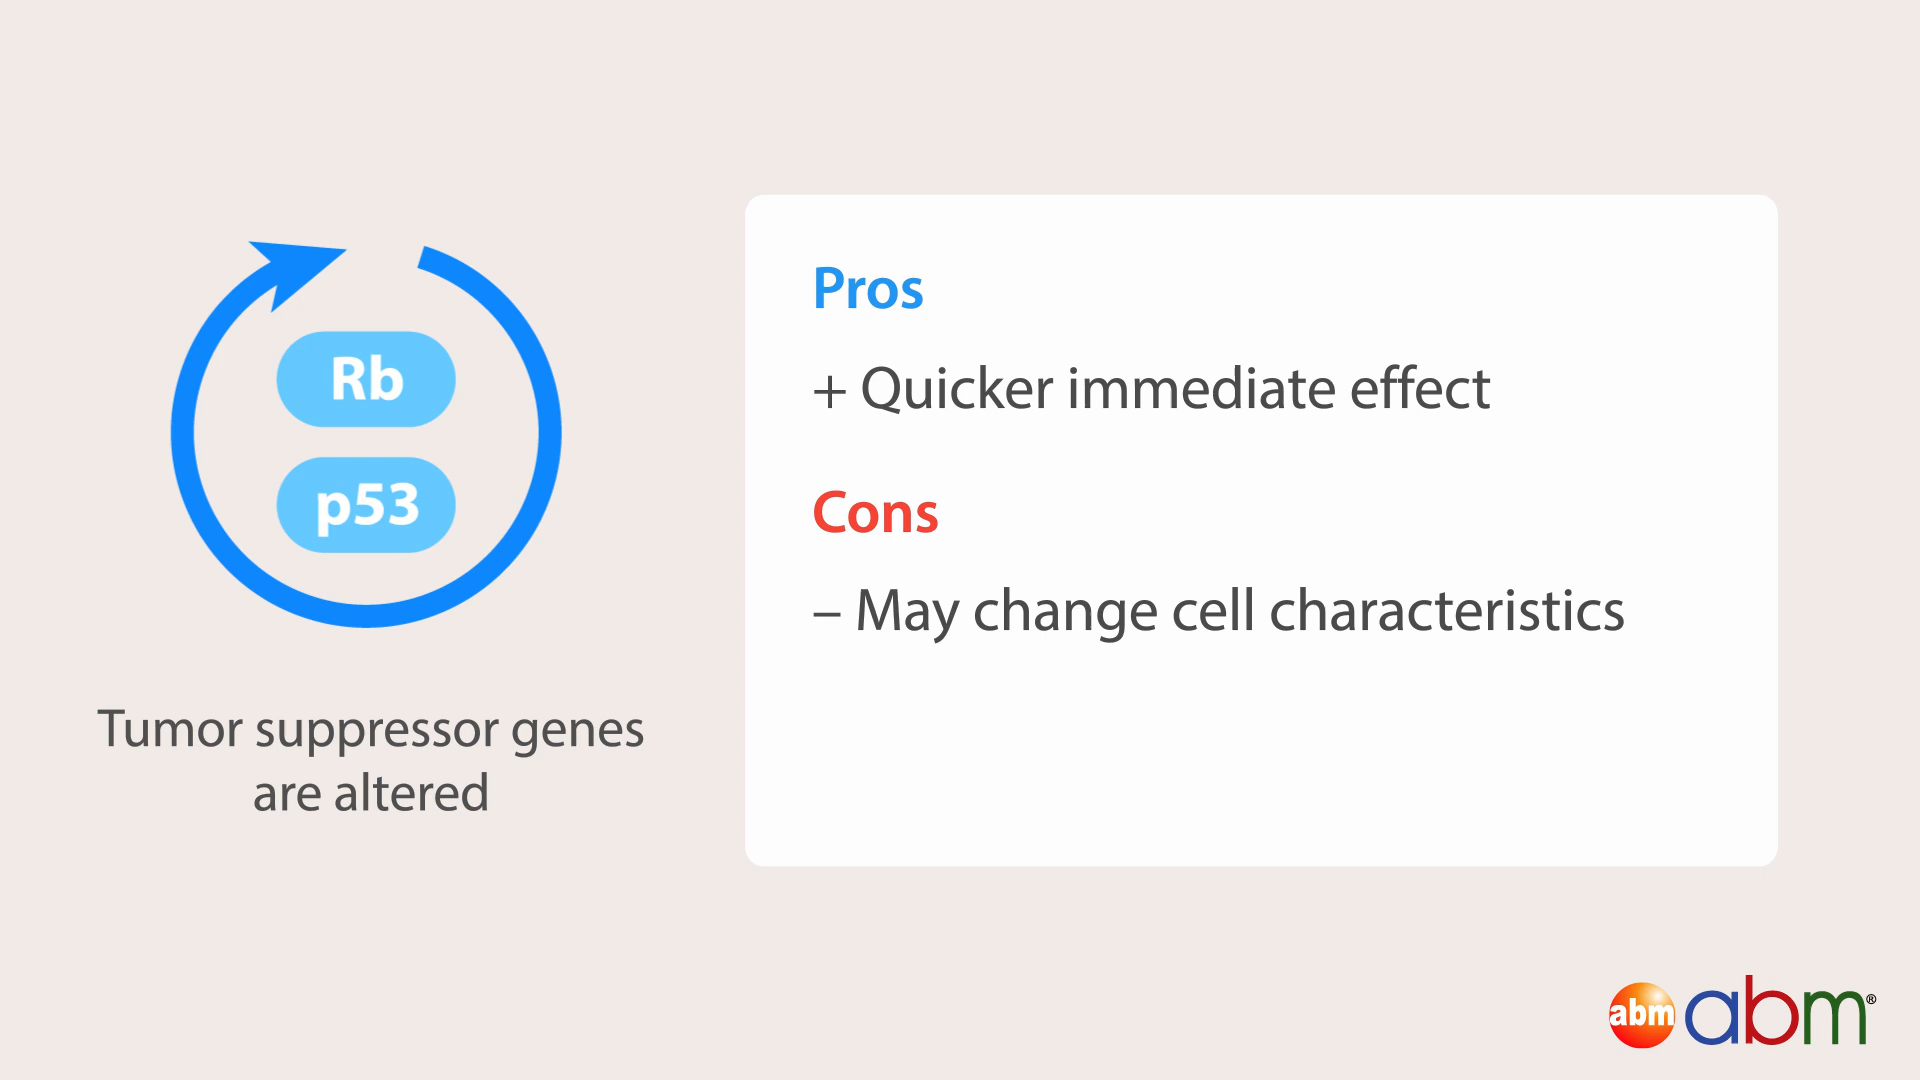 Rb
p53
Tumor suppressor genes
are altered
Pros
+ Quicker immediate effect
Cons
– May change cell characteristics
abm abm®